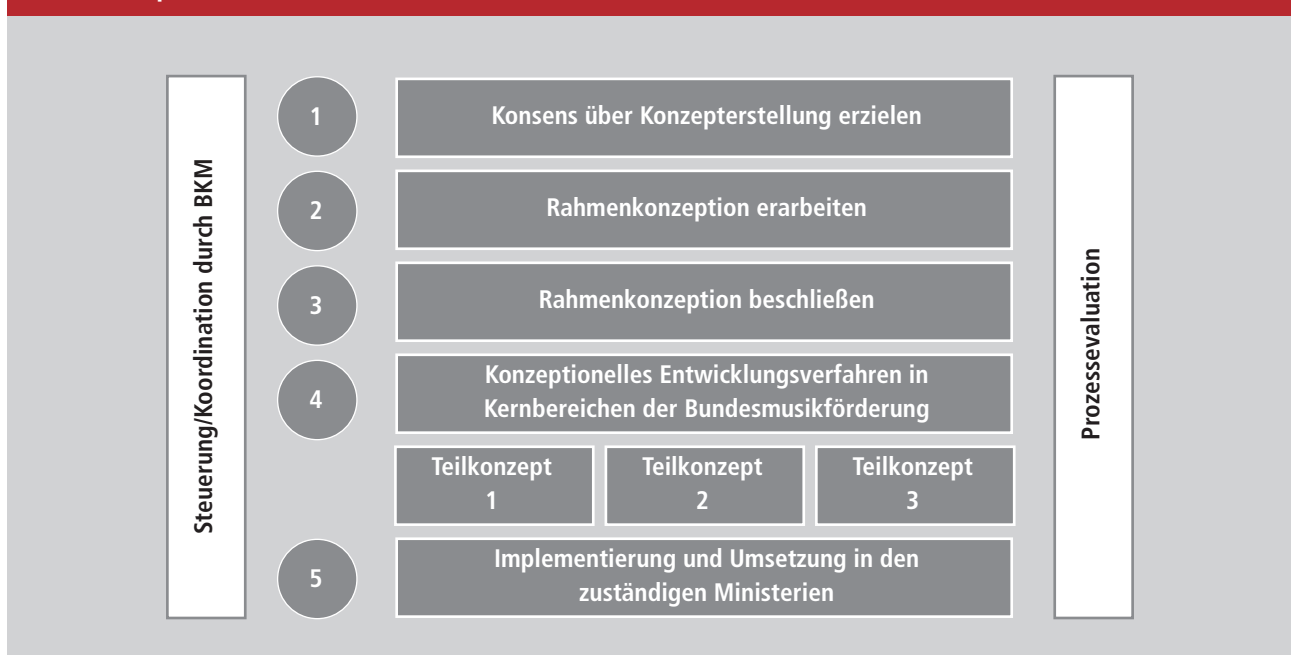 Steuerung/Koordination durch BKM
1
Konsens über Konzepterstellung erzielen
2
Rahmenkonzeption erarbeiten
3
Rahmenkonzeption beschließen
4
Konzeptionelles Entwicklungsverfahren in
Kernbereichen der Bundesmusikförderung
Teilkonzept
1
Teilkonzept
2
Teilkonzept
3
5
Implementierung und Umsetzung in den
zuständigen Ministerien
Prozessevaluation